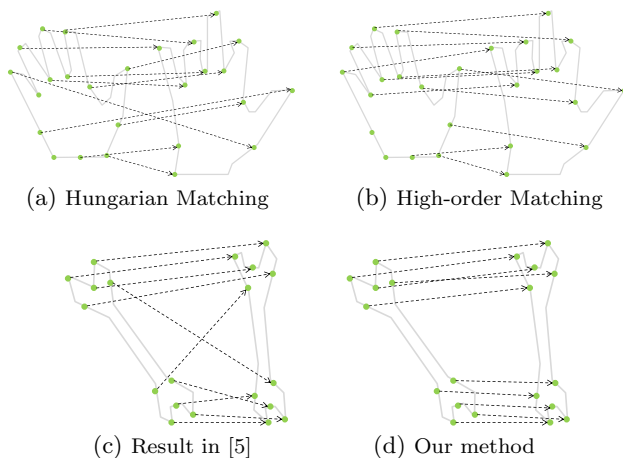 (a) Hungarian Matching
(b) High-order Matching
(c) Result in [5]
(d) Our method